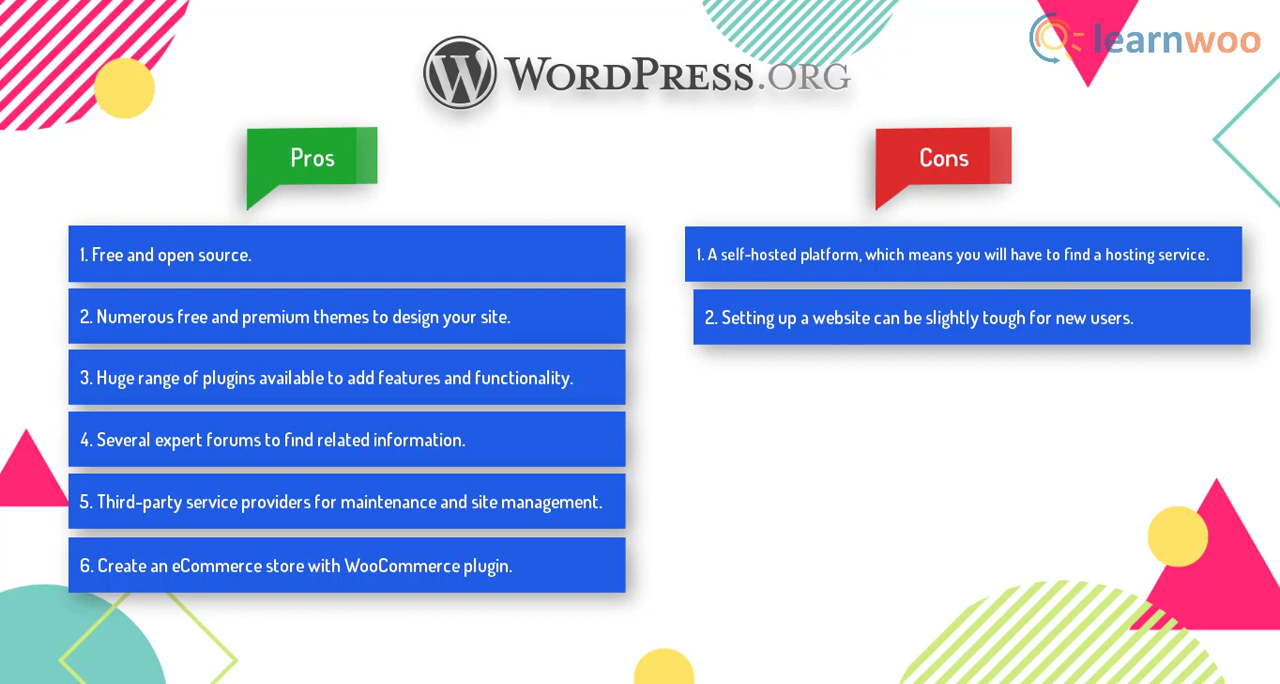 WORDPRESS.ORG
learnwoo
Pros
1. Free and open source.
2. Numerous free and premium themes to design your site.
3. Huge range of plugins available to add features and functionality.
4. Several expert forums to find related information.
5. Third-party service providers for maintenance and site management.
6. Create an eCommerce store with WooCommerce plugin.
Cons
1. A self-hosted platform, which means you will have to find a hosting service.
2. Setting up a website can be slightly tough for new users.